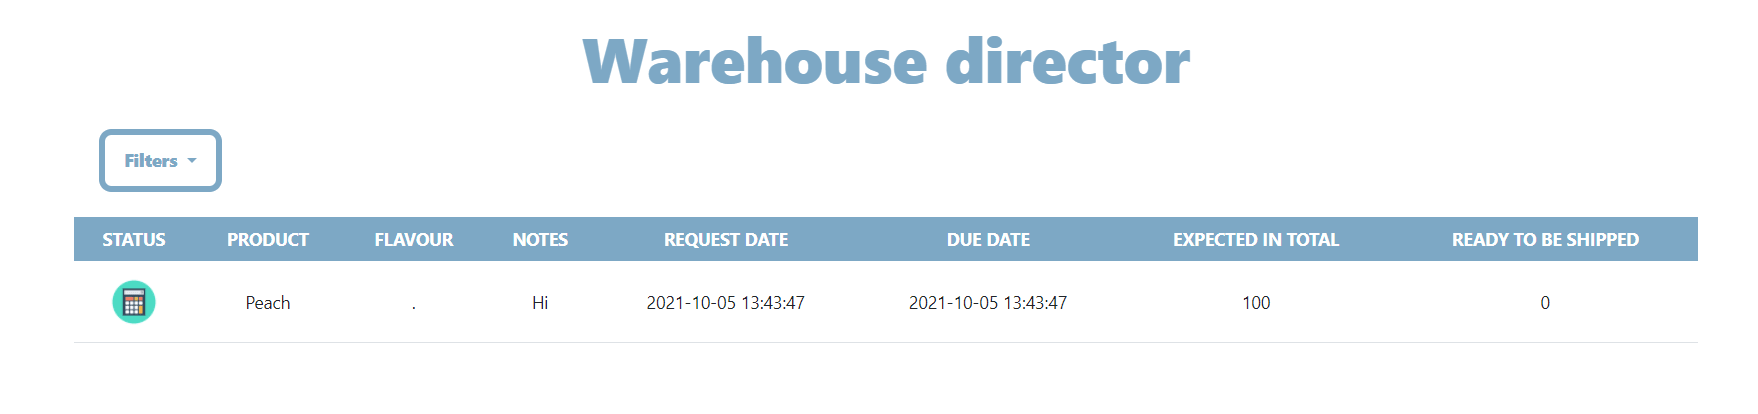 Warehouse director
Filters
STATUS PRODUCT FLAVOUR NOTES REQUEST DATE DUE DATE EXPECTED IN TOTAL READY TO BE SHIPPED
Peach . Hi 2021-10-05 13:43:47 2021-10-05 13:43:47 100 0